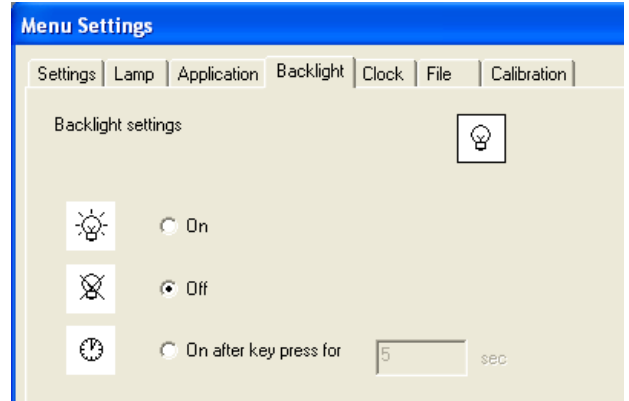 Menu Settings
Settings Lamp Application Backlight Clock File Calibration
Backlight settings
On
Off
On after key press for 5 sec